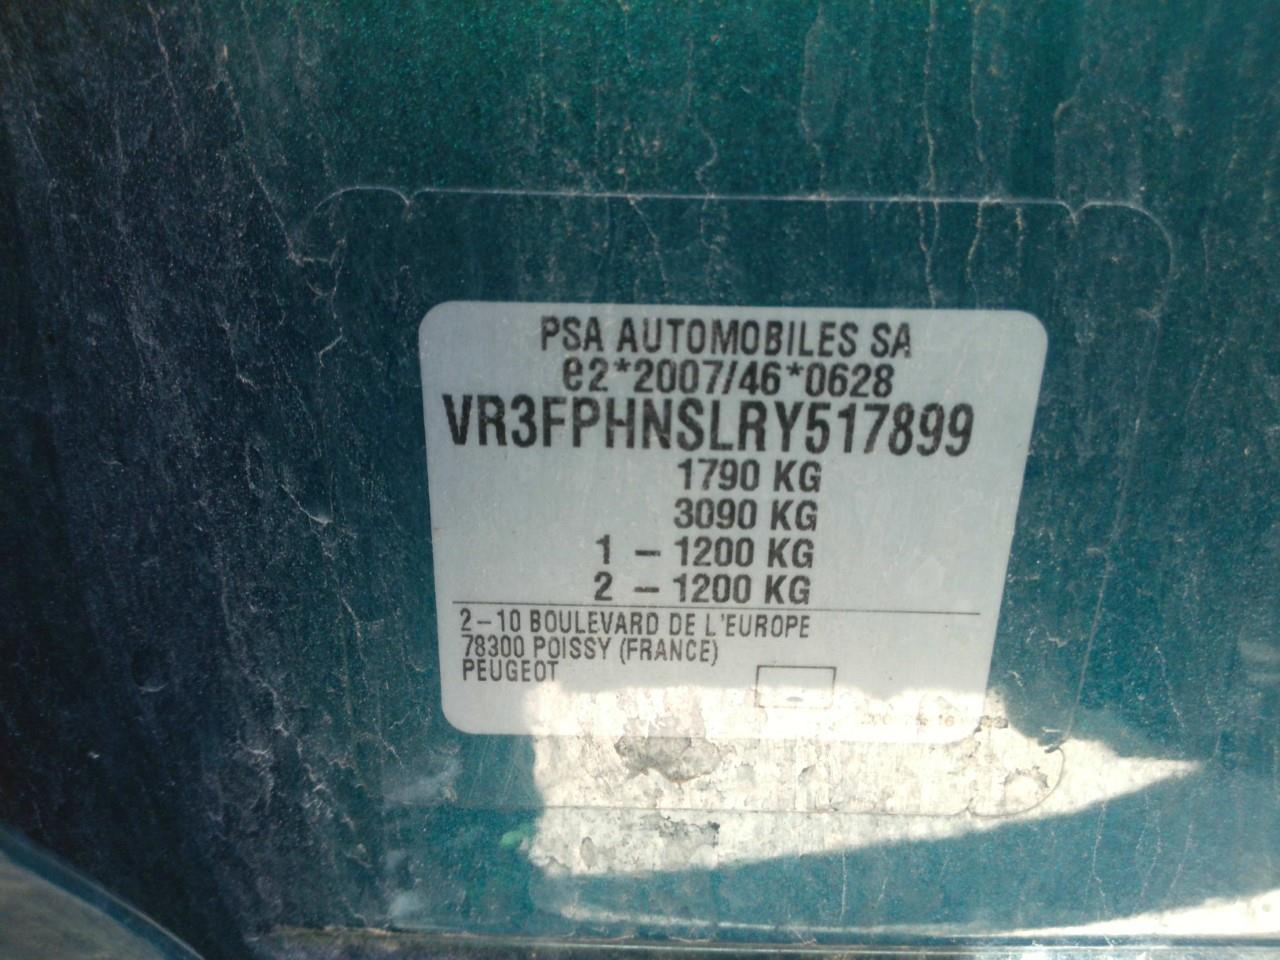 PSA AUTOMOBILES SA
e2*2007/46*0628
VR3FPHNSLRY517899
1790 KG
3090 KG
1 - 1200 KG
2 - 1200 KG
2-10 BOULEVARD DE L'EUROPE
78300 POISSY (FRANCE)
PEUGEOT